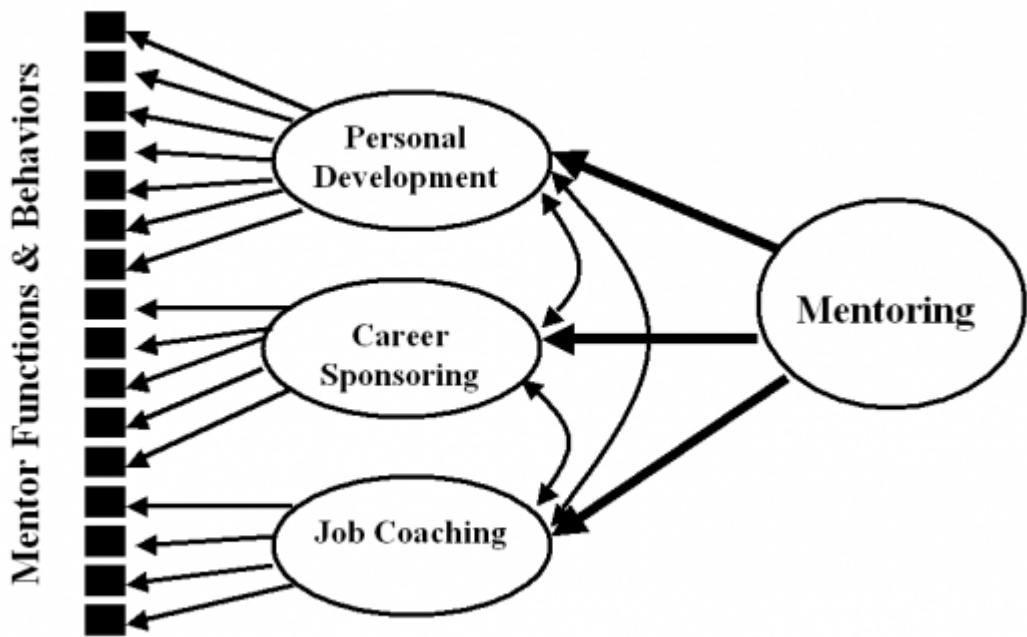 Mentor Functions & Behaviors
Personal
Development
Career
Sponsoring
Job Coaching
Mentoring